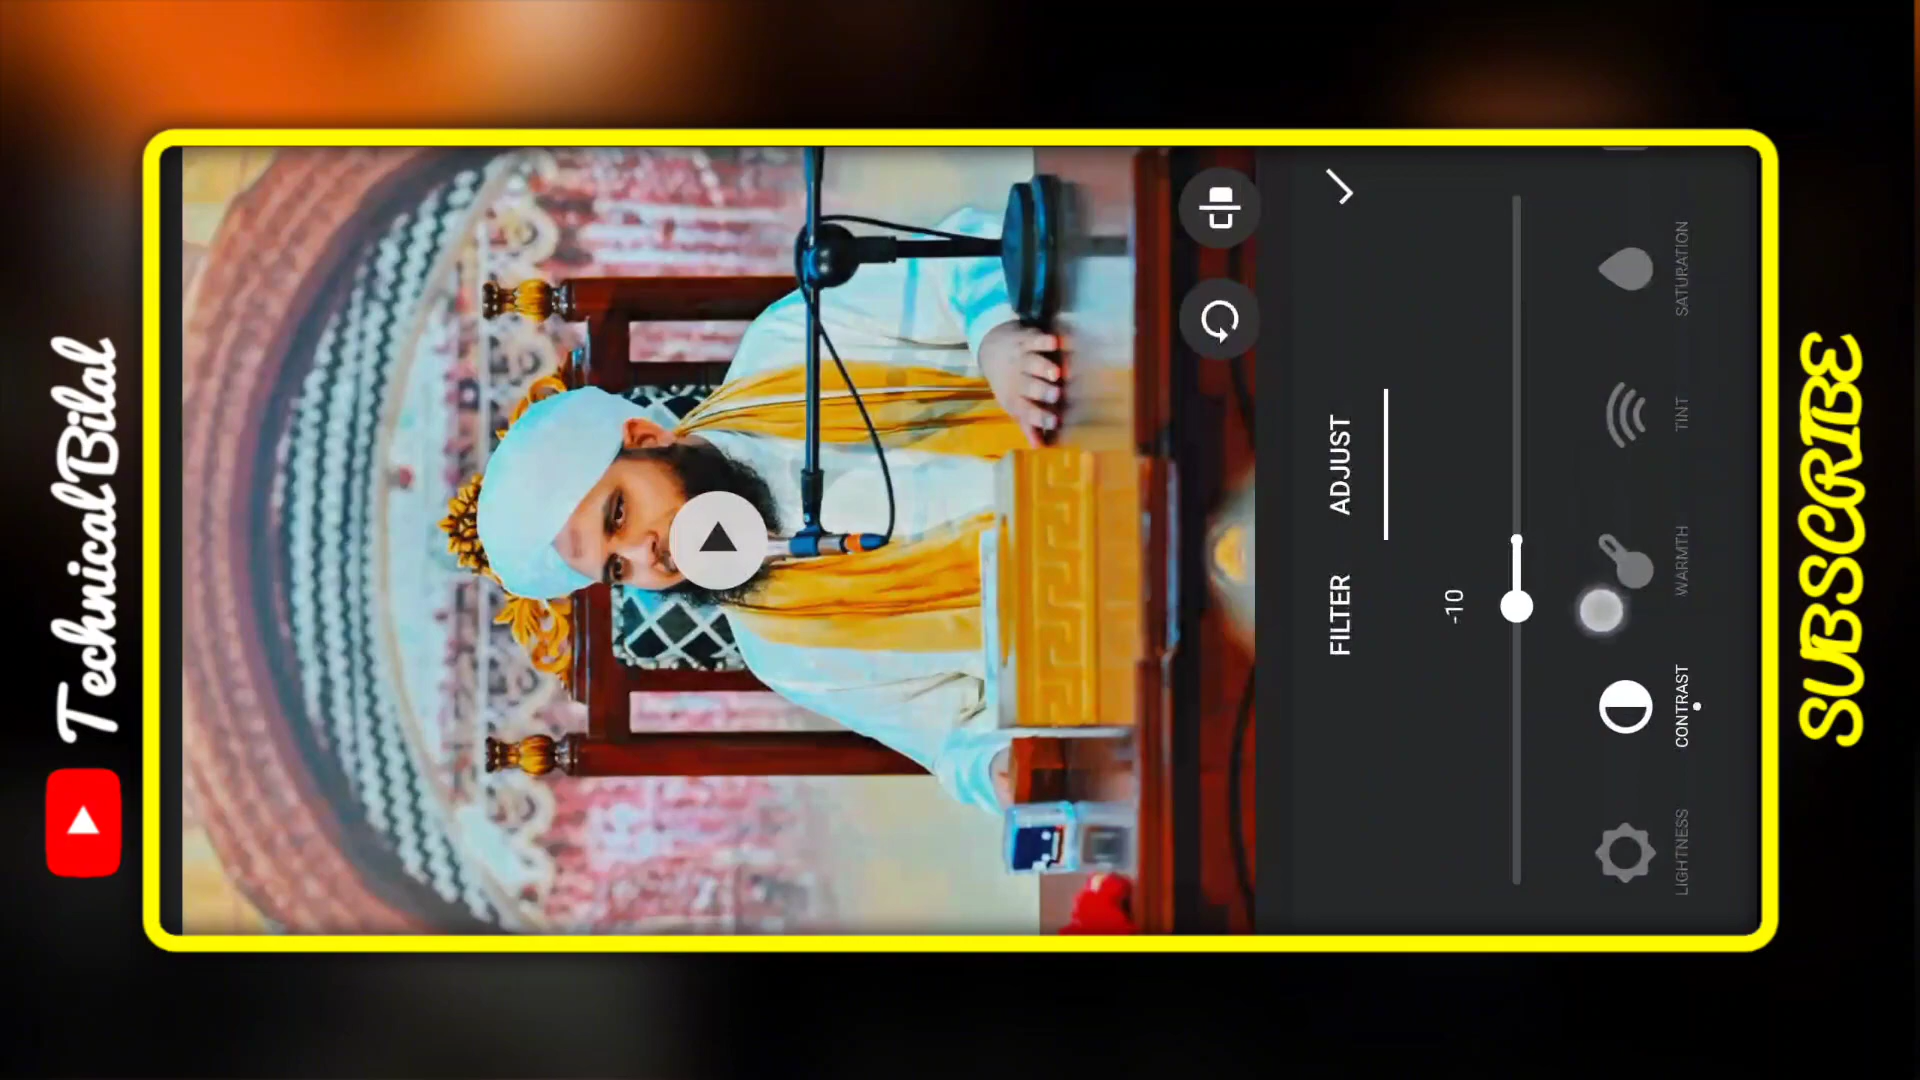 TechnicalBilal
FILTER
ADJUST
-10
LIGHTNESS
CONTRAST
WARMTH
TINT
SATURATION
SUBSCRIBE